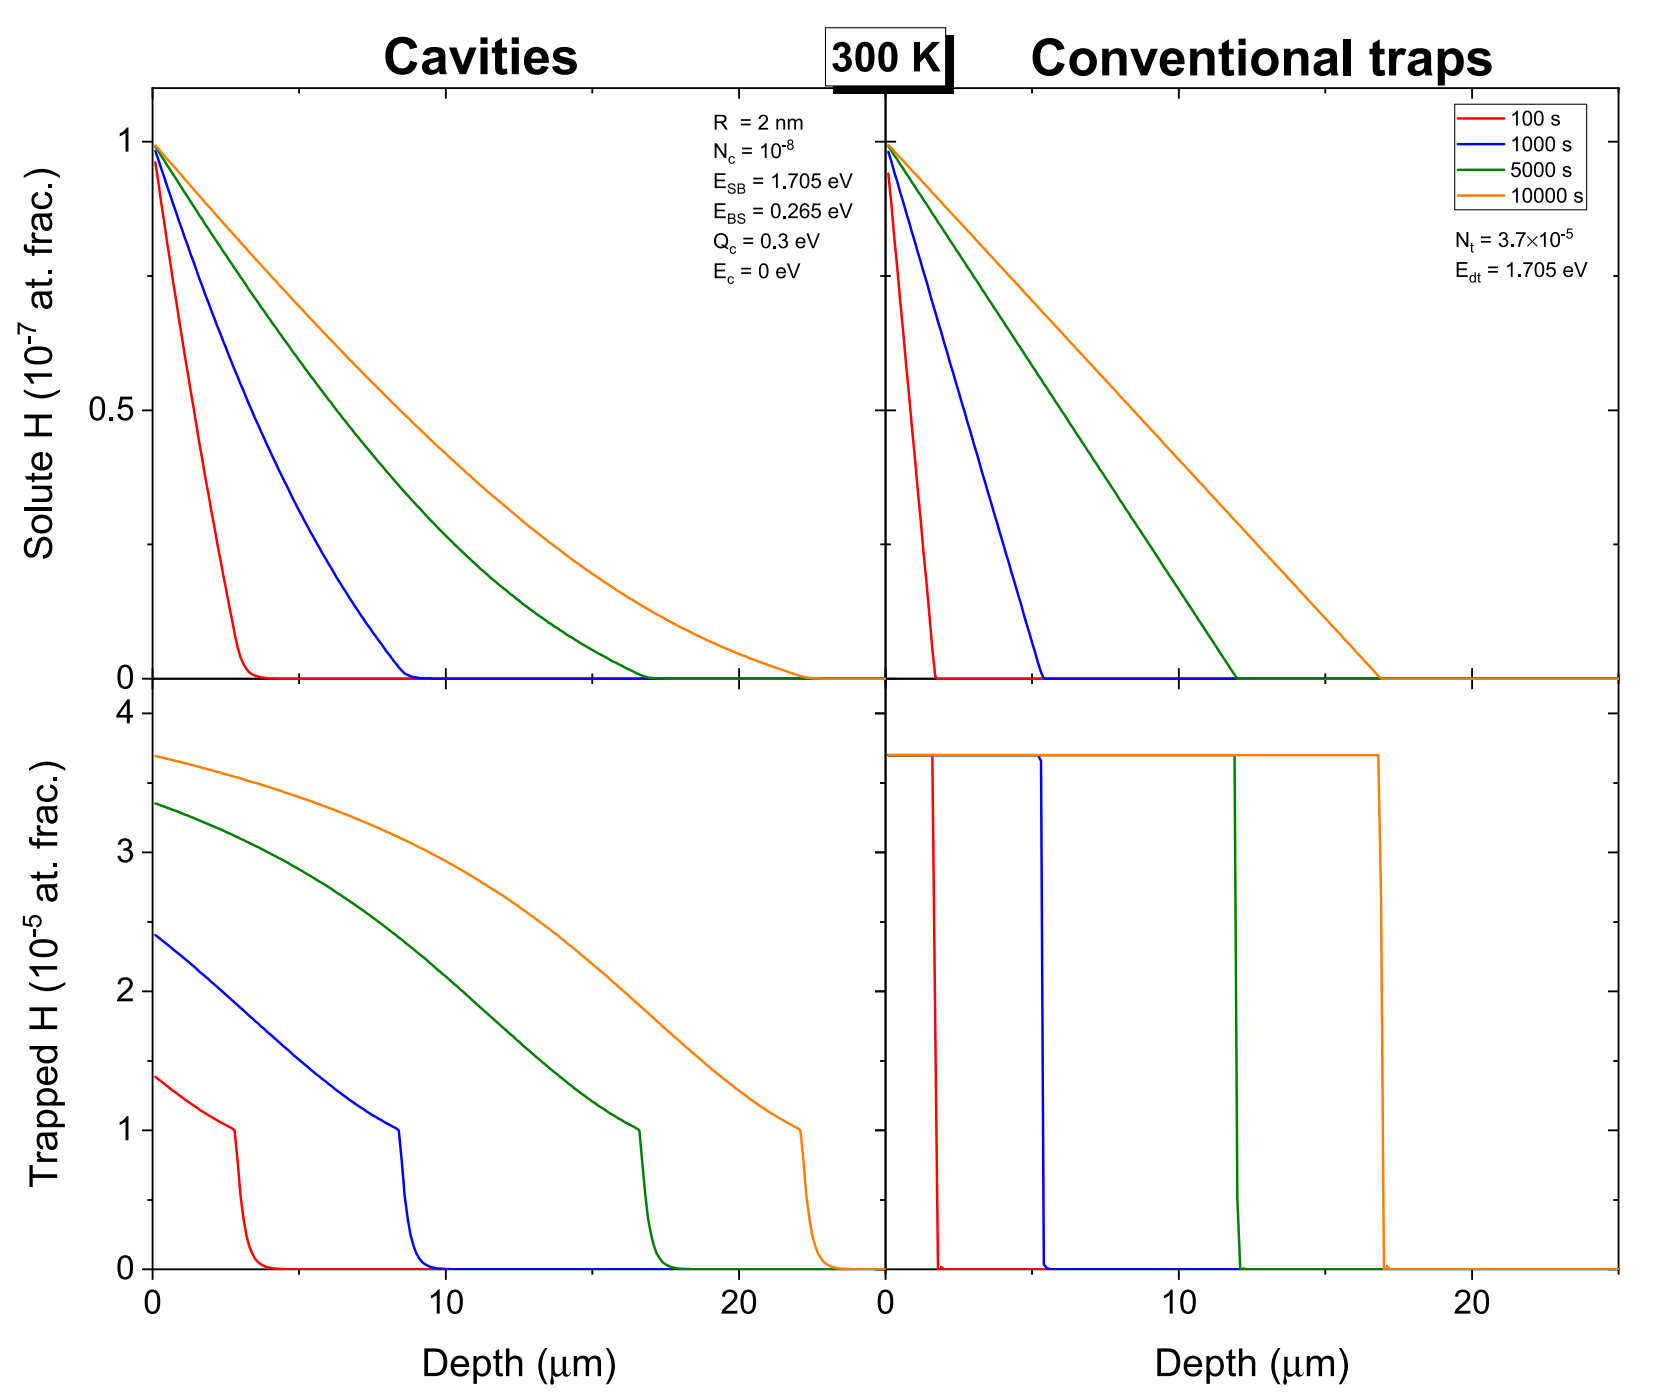 Cavities
300 K
Conventional traps
R = 2 nm
N_c = 10^-8
E_SB = 1.705 eV
E_BS = 0.265 eV
Q_c = 0.3 eV
E_c = 0 eV
100 s
1000 s
5000 s
10000 s
N_t = 3.7×10^-5
E_dt = 1.705 eV
Solute H (10^-7 at. frac.)
1
0.5
0
Trapped H (10^-5 at. frac.)
4
3
2
1
0
0 10 20 0 10 20
Depth (μm) Depth (μm)